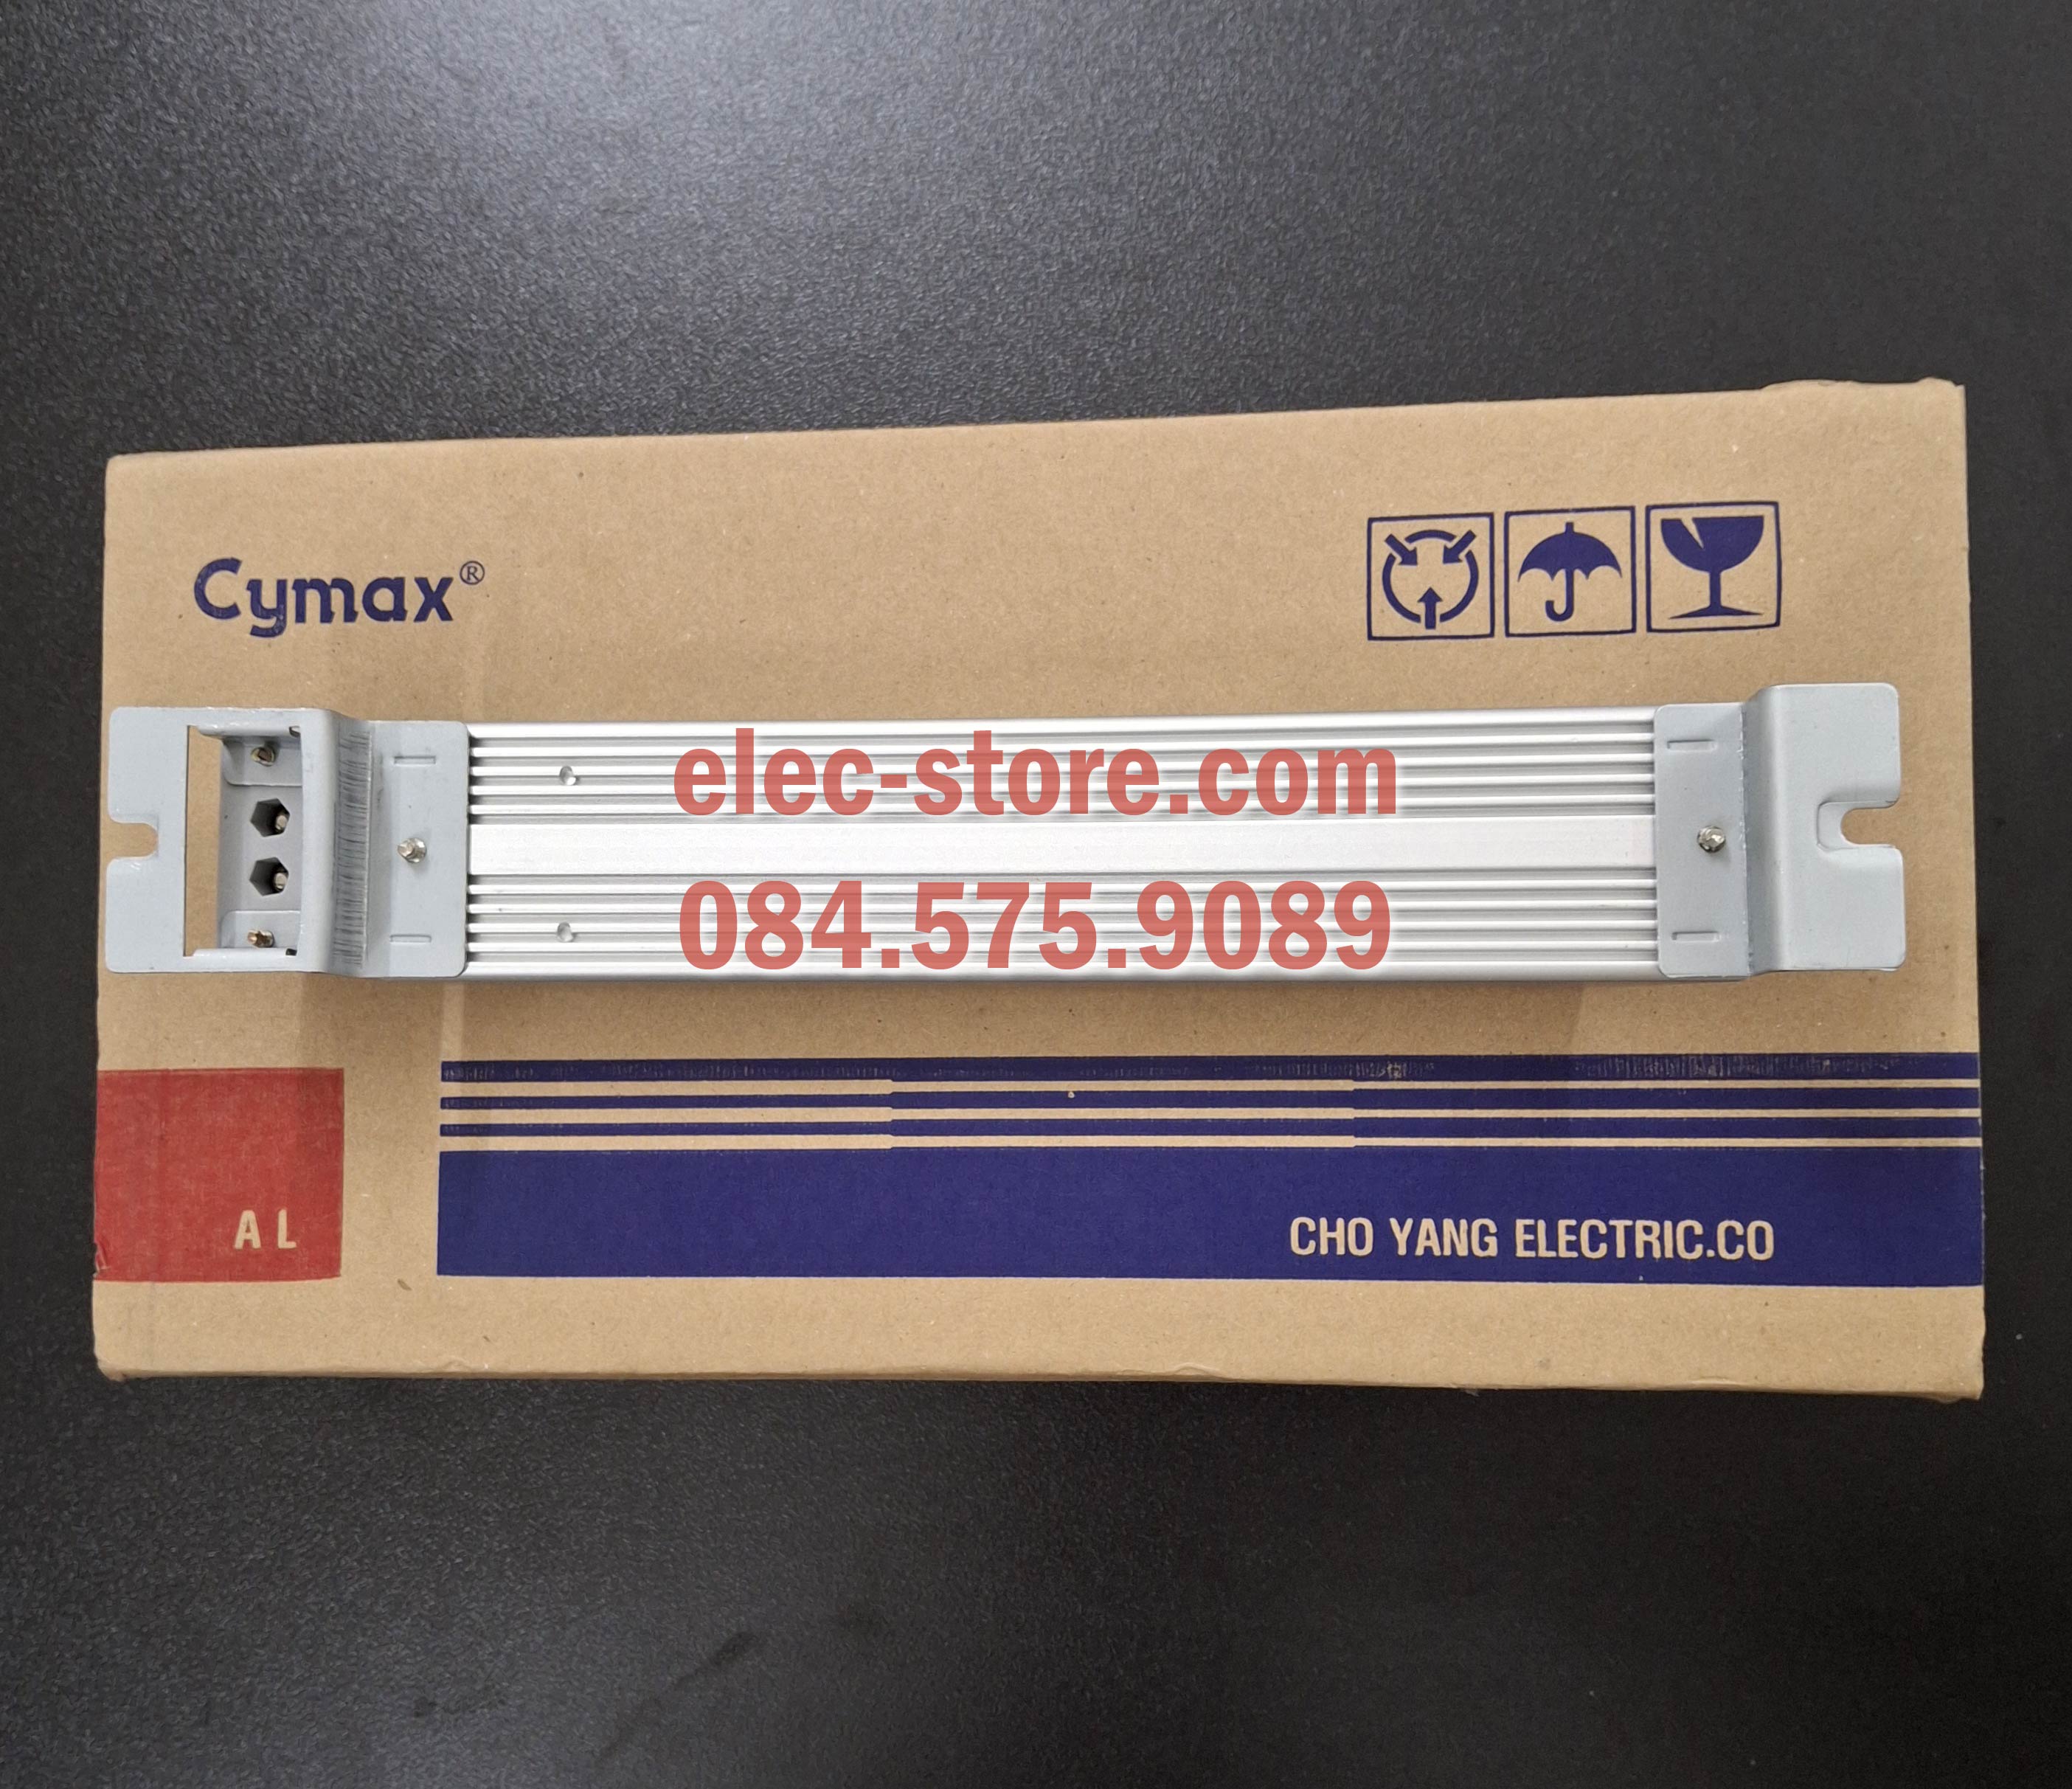 Cymax®
elec-store.com
084.575.9089
AL
CHO YANG ELECTRIC.CO